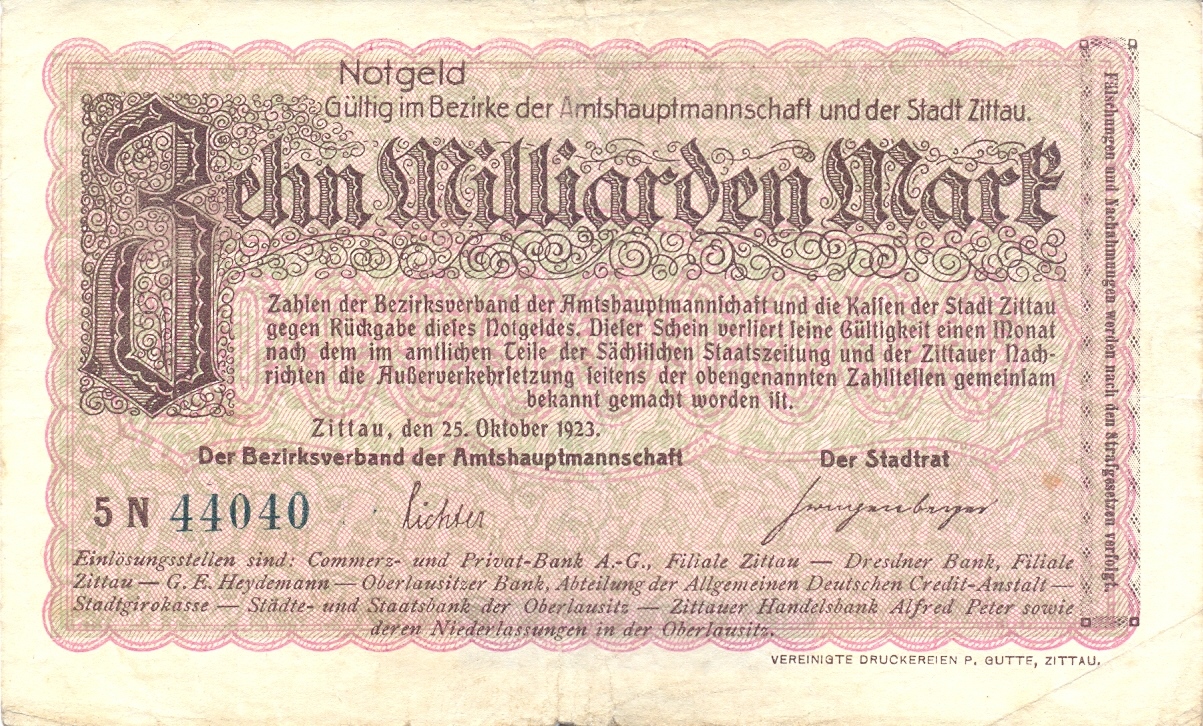 Notgeld
Gültig im Bezirke der Amtshauptmannschaft und der Stadt Zittau.
Zehn Milliarden Mark
Zahlen der Bezirksverband der Amtshauptmannſchaft und die Kaſſen der Stadt Zittau
gegen Rückgabe dieſes Notgeldes. Dieſer Schein verliert ſeine Gültigkeit einen Monat
nach dem im amtlichen Teile der Sächſiſchen Staatszeitung und der Zittauer Nach-
richten die Außerverkehrſetzung ſeitens der obengenannten Zahlſtellen gemeinſam
bekannt gemacht worden iſt.
Zittau, den 25. Oktober 1923.
Der Bezirksverband der Amtshauptmannschaft Der Stadtrat
5 N 44040 Richter
Einlösungsstellen sind: Commerz- und Privat-Bank A.-G., Filiale Zittau — Dresdner Bank, Filiale
Zittau — G. E. Heydemann — Oberlausitzer Bank, Abteilung der Allgemeinen Deutschen Credit-Anstalt —
Stadtgirokasse — Städte- und Staatsbank der Oberlausitz — Zittauer Handelsbank Alfred Peter sowie
deren Niederlassungen in der Oberlausitz.
VEREINIGTE DRUCKEREIEN P. GUTTE, ZITTAU.
Fälschungen und Nachahmungen werden nach den Strafgesetzen verfolgt.